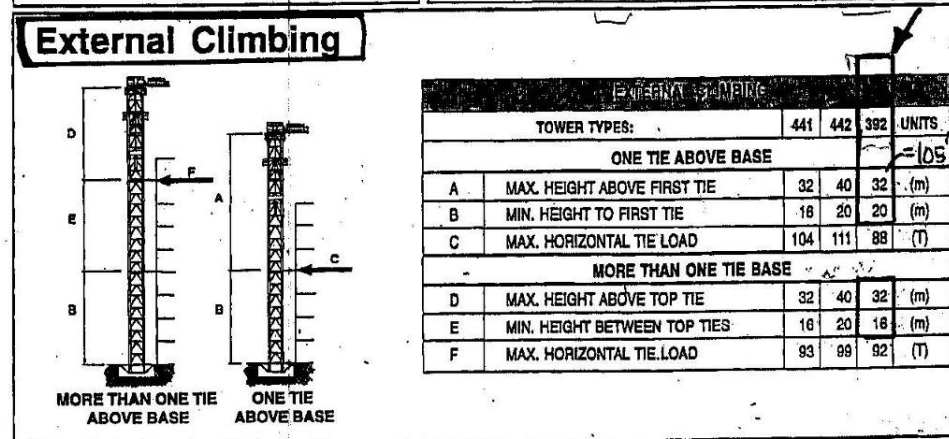 External Climbing
D
E
B
F
A
B
C
MORE THAN ONE TIE
ABOVE BASE
ONE TIE
ABOVE BASE
EXTERNAL CLIMBING
TOWER TYPES: 441 442 392 UNITS
ONE TIE ABOVE BASE =105
A MAX. HEIGHT ABOVE FIRST TIE 32 40 32 (m)
B MIN. HEIGHT TO FIRST TIE 16 20 20 (m)
C MAX. HORIZONTAL TIE LOAD 104 111 88 (T)
MORE THAN ONE TIE BASE
D MAX. HEIGHT ABOVE TOP TIE 32 40 32 (m)
E MIN. HEIGHT BETWEEN TOP TIES 16 20 16 (m)
F MAX. HORIZONTAL TIE LOAD 93 99 92 (T)